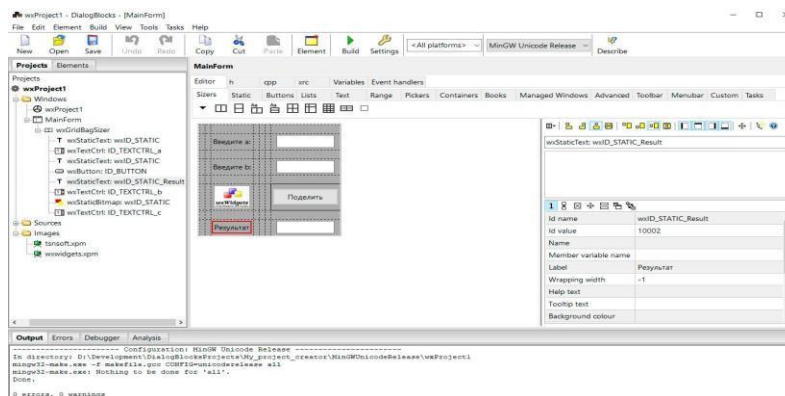 wxProject1 - DialogBlocks - [MainForm]
File Edit Element Build View Tools Tasks Help
New Open Save Undo Redo Copy Cut Paste Element Build Settings <All platforms> MinGW Unicode Release Describe
Projects Elements
MainForm
Projects
wxProject1
Windows
wxProject1
MainForm
wxGridBagSizer
wxStaticText: wxID_STATIC
wxTextCtrl: ID_TEXTCTRL_a
wxStaticText: wxID_STATIC
wxButton: ID_BUTTON
wxStaticText: wxID_STATIC_Result
wxTextCtrl: ID_TEXTCTRL_b
wxStaticBitmap: wxID_STATIC
wxTextCtrl: ID_TEXTCTRL_c
Sources
Images
tsnsoft.xpm
wxwidgets.xpm
Editor h cpp xrc Variables Event handlers
Sizers Static Buttons Lists Text Range Pickers Containers Books Managed Windows Advanced Toolbar Menubar Custom Tasks
Введите a:
Введите b:
wxWidgets
Поделить
Результат
wxStaticText: wxID_STATIC_Result
Id name wxID_STATIC_Result
Id value 10002
Name
Member variable name
Label Результат
Wrapping width -1
Help text
Tooltip text
Background colour
Output Errors Debugger Analysis
---------------------- Configuration: MinGW Unicode Release ----------------------
In directory: D:\Development\DialogBlocksProjects\My_project_creator\MinGWUnicodeRelease\wxProject1
mingw32-make.exe -f makefile.gcc CONFIG=unicoderelease all
mingw32-make.exe: Nothing to be done for 'all'.
Done.
0 errors, 0 warnings